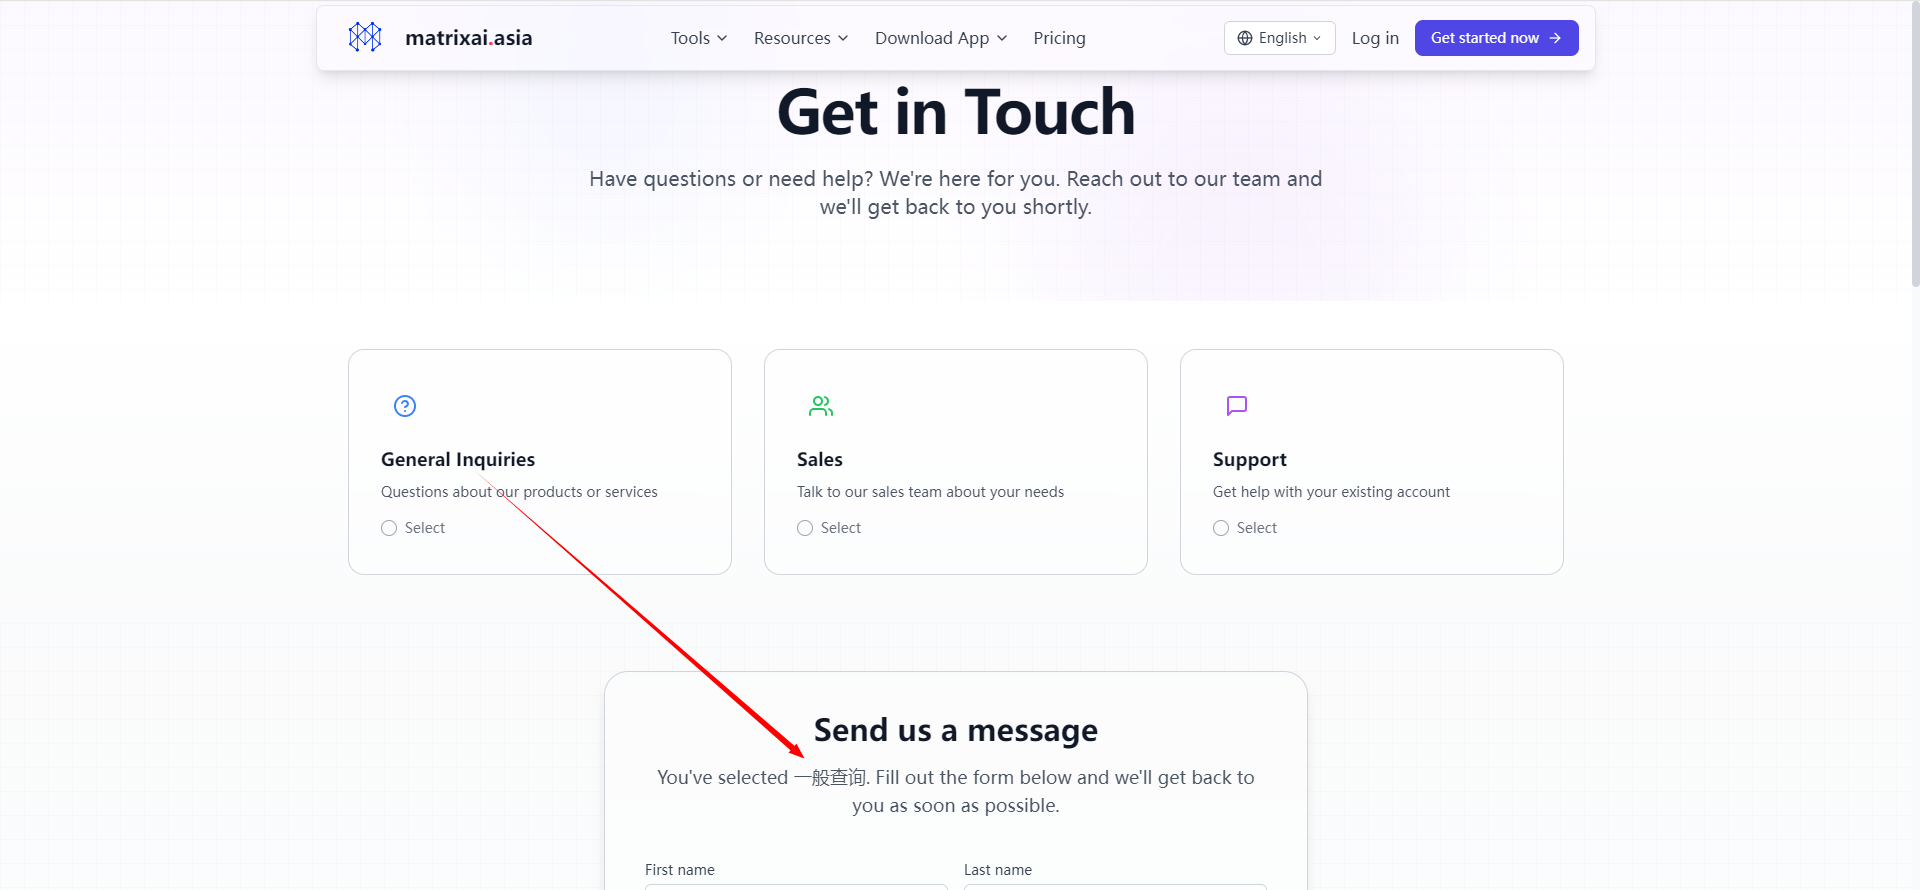 matrixai.asia
Tools
Resources
Download App
Pricing
English
Log in
Get started now
Get in Touch
Have questions or need help? We're here for you. Reach out to our team and
we'll get back to you shortly.
General Inquiries
Questions about our products or services
Select
Sales
Talk to our sales team about your needs
Select
Support
Get help with your existing account
Select
Send us a message
You've selected 一般查询. Fill out the form below and we'll get back to
you as soon as possible.
First name
Last name